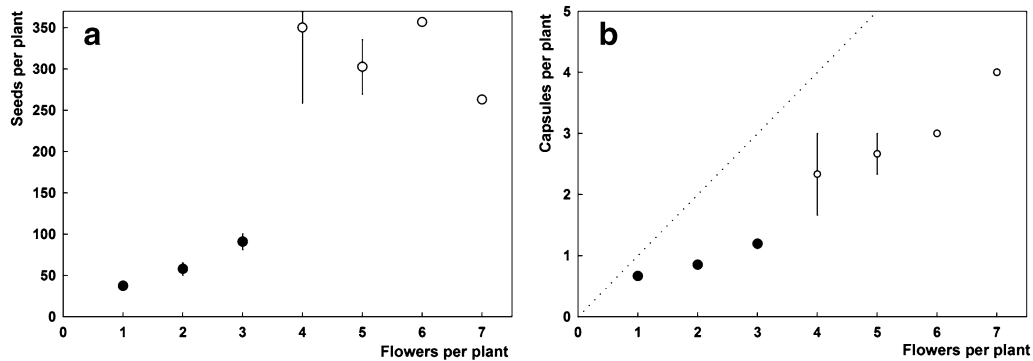 a
Seeds per plant
350
300
250
200
150
100
50
0
0 1 2 3 4 5 6 7
Flowers per plant
b
Capsules per plant
5
4
3
2
1
0
0 1 2 3 4 5 6 7
Flowers per plant